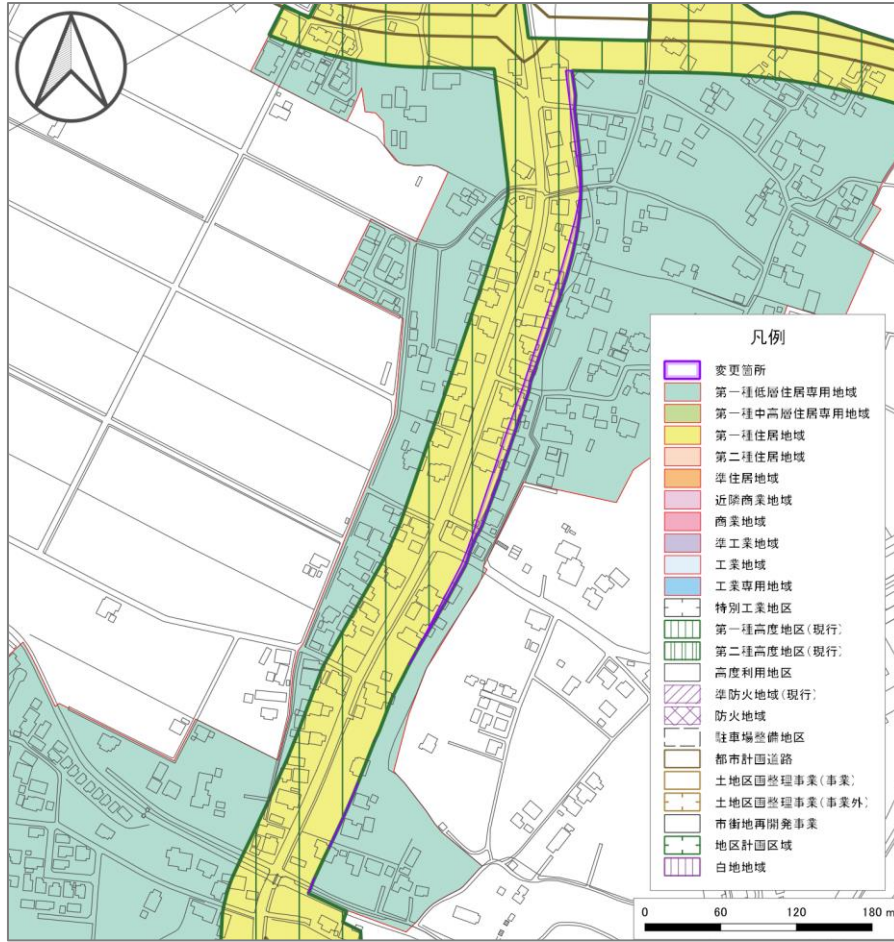 凡例
変更箇所
第一種低層住居専用地域
第一種中高層住居専用地域
第一種住居地域
第二種住居地域
準住居地域
近隣商業地域
商業地域
準工業地域
工業地域
工業専用地域
特別工業地区
第一種高度地区(現行)
第二種高度地区(現行)
高度利用地区
準防火地域(現行)
防火地域
駐車場整備地区
都市計画道路
土地区画整理事業(事業)
土地区画整理事業(事業外)
市街地再開発事業
地区計画区域
白地地域
0 60 120 180 m